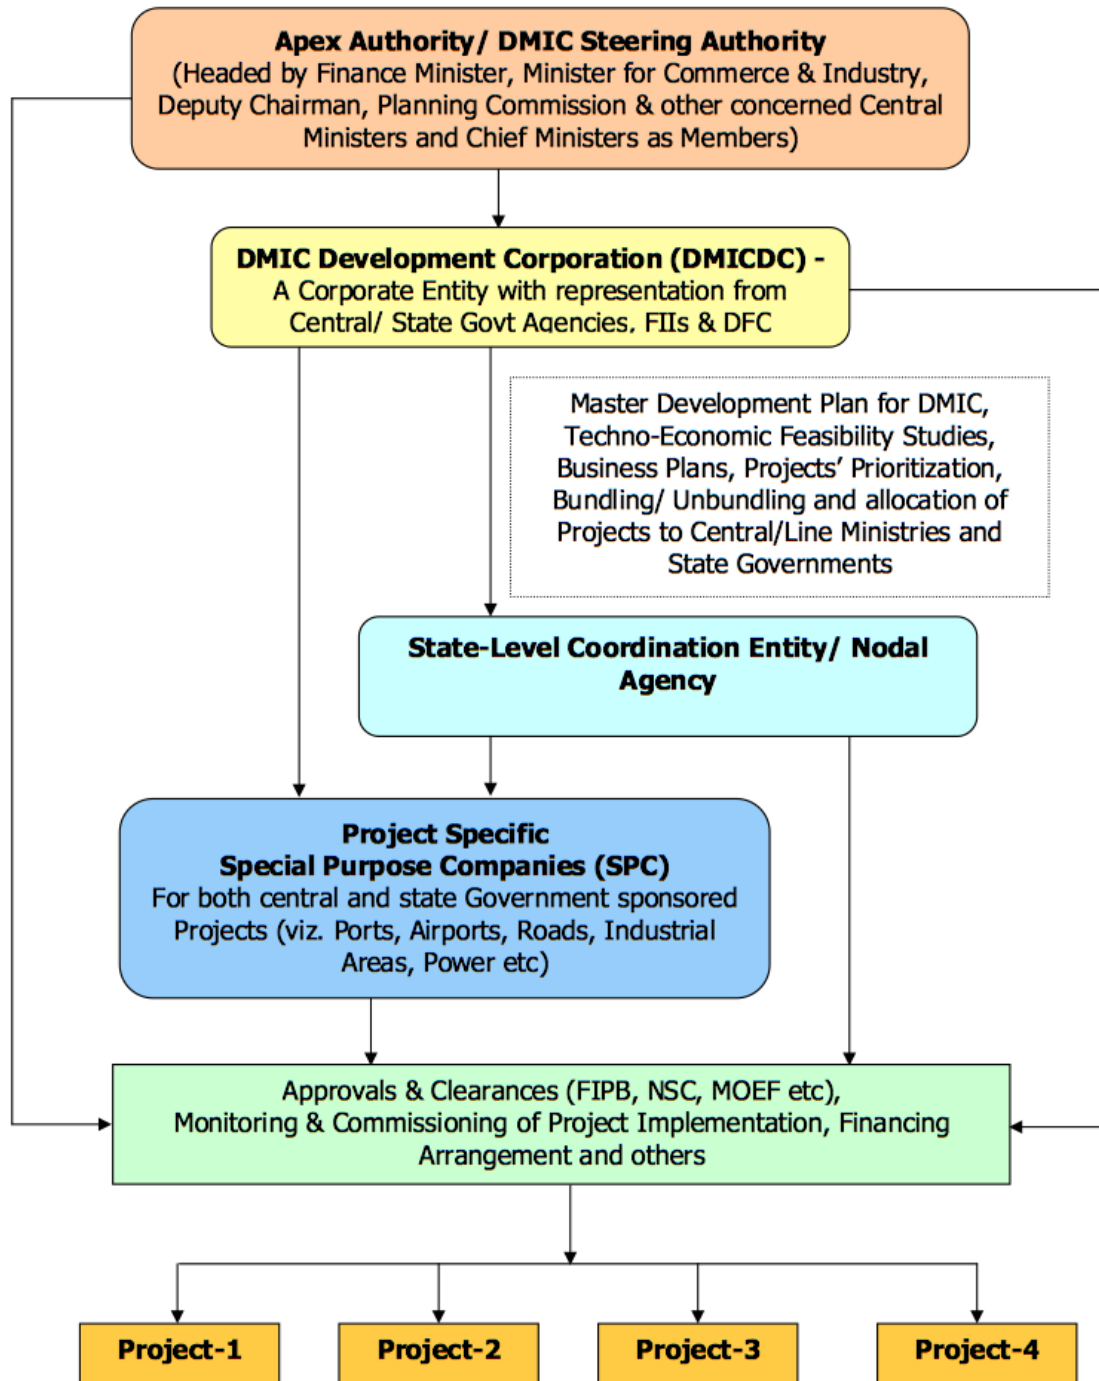 Apex Authority/ DMIC Steering Authority
(Headed by Finance Minister, Minister for Commerce & Industry,
Deputy Chairman, Planning Commission & other concerned Central
Ministers and Chief Ministers as Members)
DMIC Development Corporation (DMICDC) -
A Corporate Entity with representation from
Central/ State Govt Agencies, FIIs & DFC
Master Development Plan for DMIC,
Techno-Economic Feasibility Studies,
Business Plans, Projects’ Prioritization,
Bundling/ Unbundling and allocation of
Projects to Central/Line Ministries and
State Governments
State-Level Coordination Entity/ Nodal
Agency
Project Specific
Special Purpose Companies (SPC)
For both central and state Government sponsored
Projects (viz. Ports, Airports, Roads, Industrial
Areas, Power etc)
Approvals & Clearances (FIPB, NSC, MOEF etc),
Monitoring & Commissioning of Project Implementation, Financing
Arrangement and others
Project-1
Project-2
Project-3
Project-4